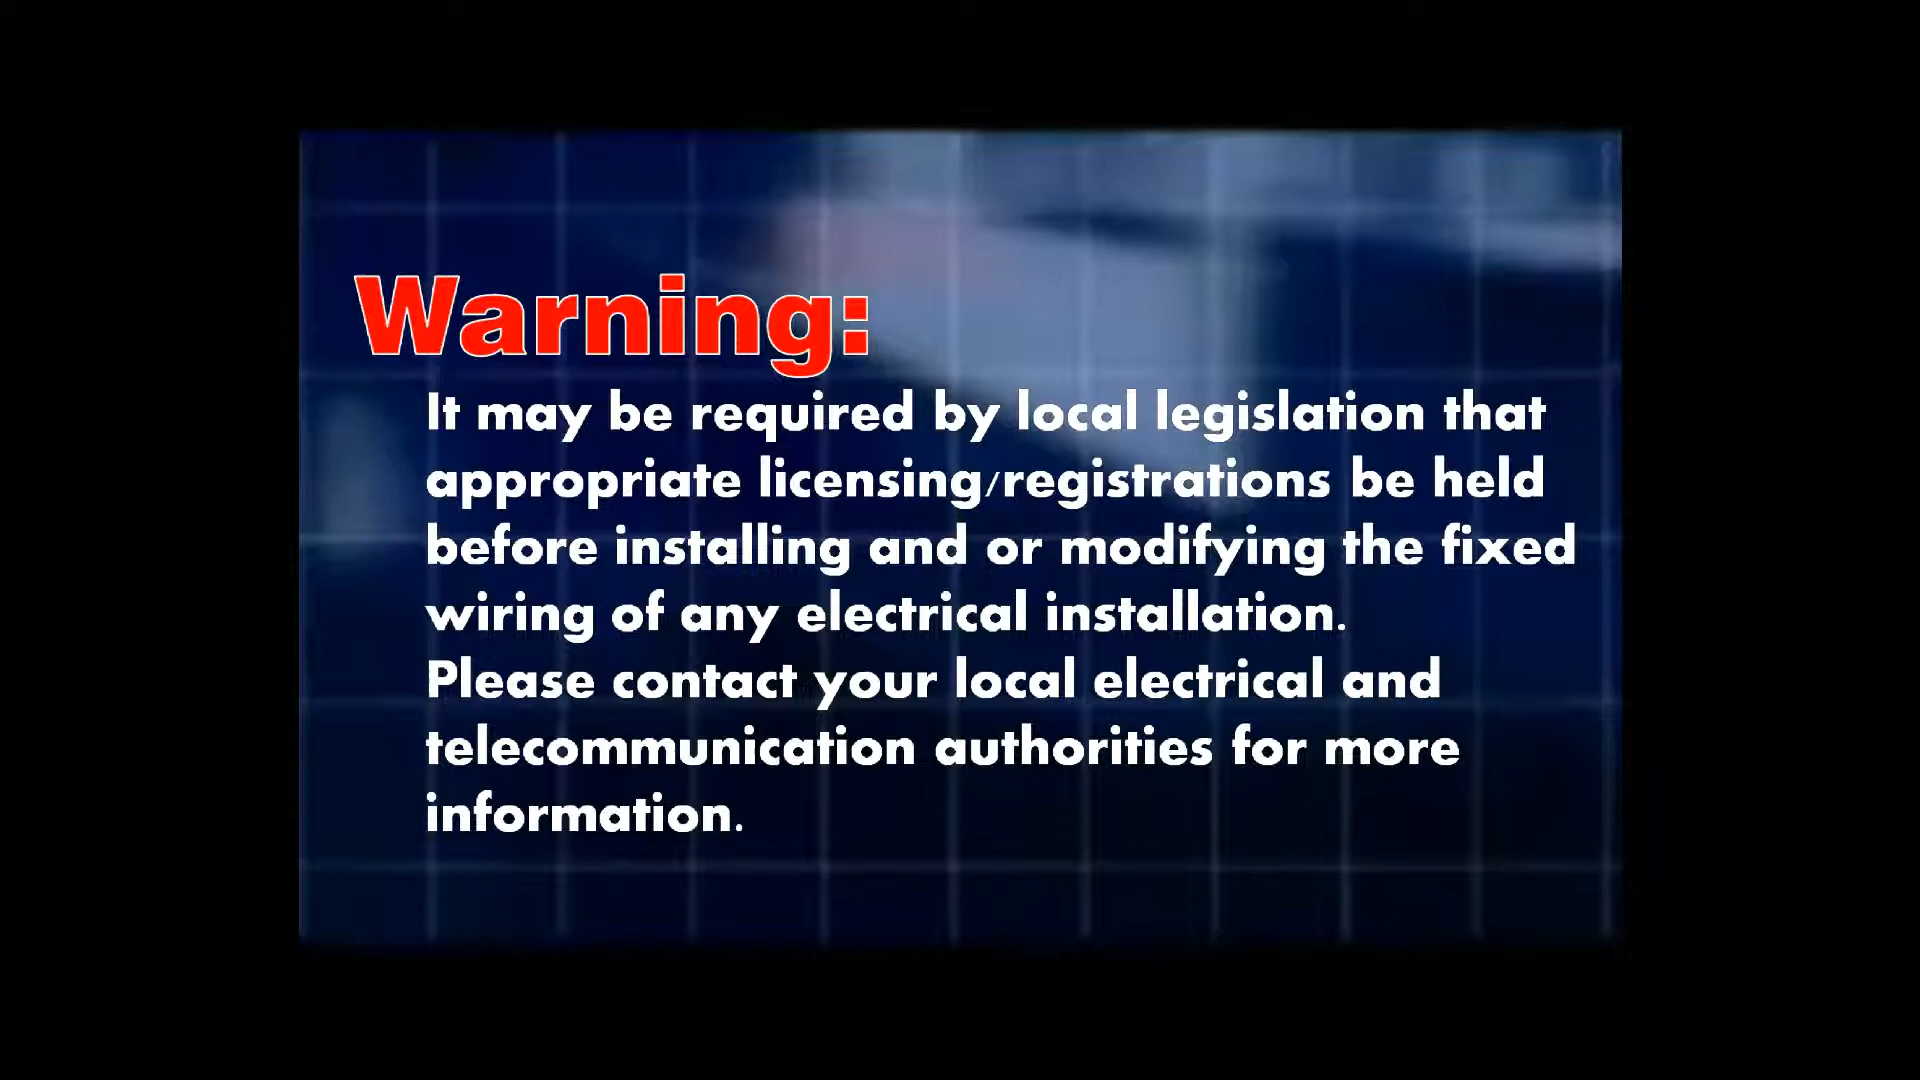 Warning:
It may be required by local legislation that
appropriate licensing/registrations be held
before installing and or modifying the fixed
wiring of any electrical installation.
Please contact your local electrical and
telecommunication authorities for more
information.